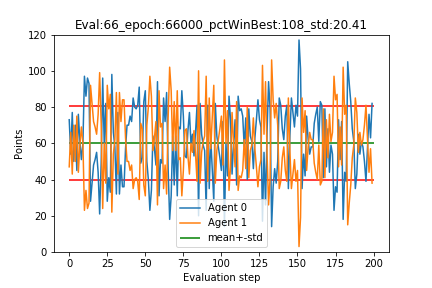 Eval:66_epoch:66000_pctWinBest:108_std:20.41
120
100
80
60
40
20
0
Points
Agent 0
Agent 1
mean+-std
0
25
50
75
100
125
150
175
200
Evaluation step